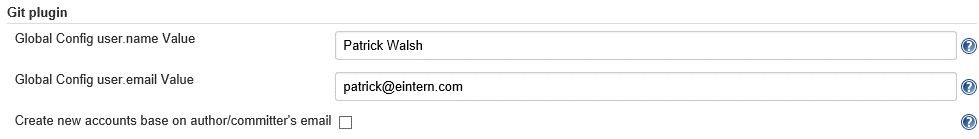 Git plugin
Global Config user.name Value
Patrick Walsh
Global Config user.email Value
patrick@eintern.com
Create new accounts base on author/committer's email